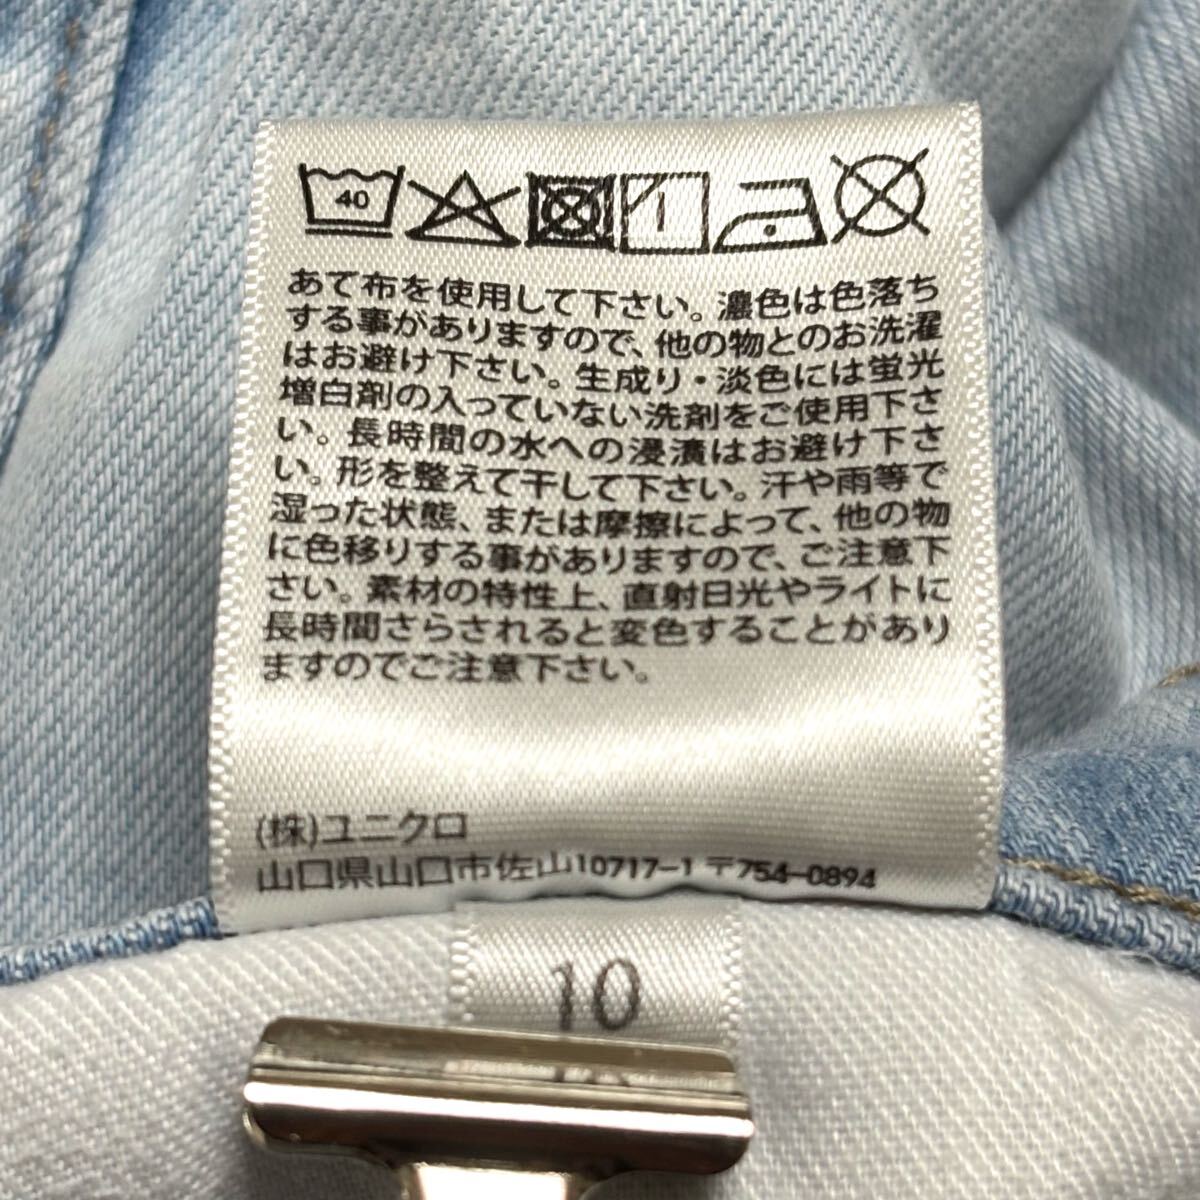 40
あて布を使用して下さい。濃色は色落ち
する事がありますので、他の物とのお洗濯
はお避け下さい。生成り・淡色には蛍光
増白剤の入っていない洗剤をご使用下さ
い。長時間の水への浸漬はお避け下さ
い。形を整えて干して下さい。汗や雨等で
湿った状態、または摩擦によって、他の物
に色移りする事がありますので、ご注意下
さい。素材の特性上、直射日光やライトに
長時間さらされると変色することがあり
ますのでご注意下さい。
(株)ユニクロ
山口県山口市佐山10717-1 〒754-0894
10